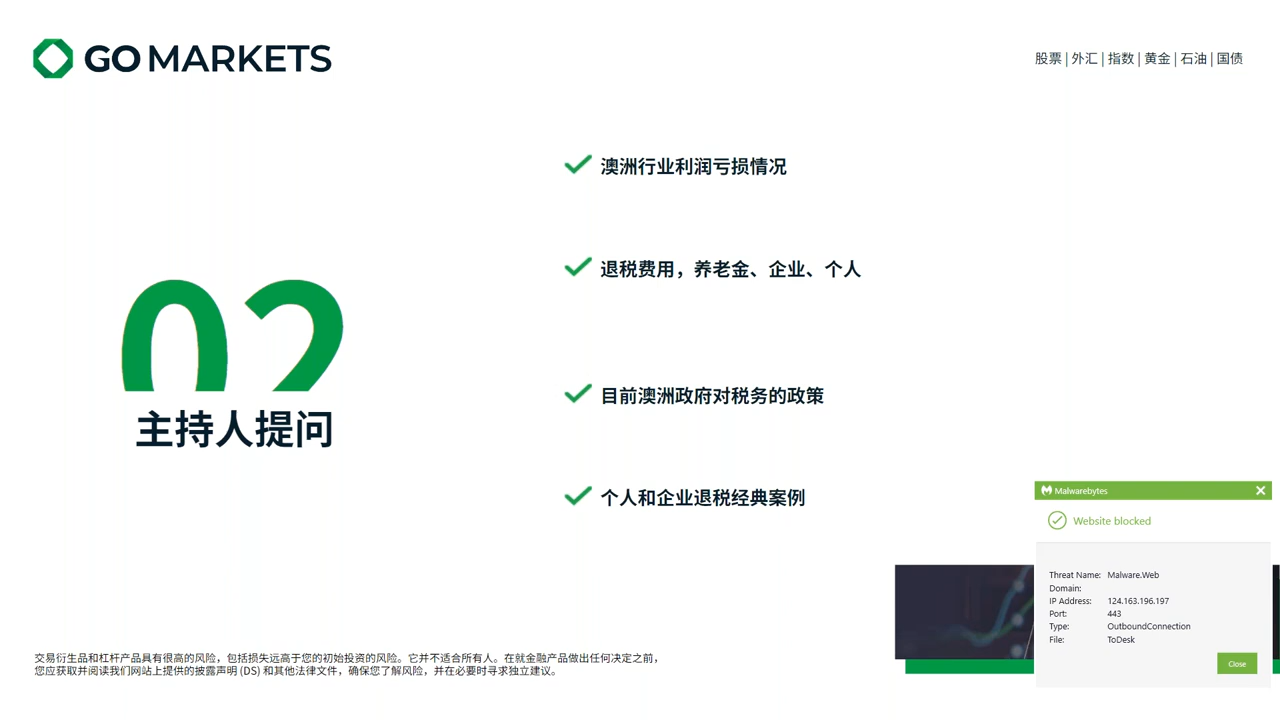 GO MARKETS
股票 | 外汇 | 指数 | 黄金 | 石油 | 国债
澳洲行业利润亏损情况
退税费用，养老金、企业、个人
02
主持人提问
目前澳洲政府对税务的政策
个人和企业退税经典案例
Malwarebytes
Website blocked
Threat Name: Malware.Web
Domain:
IP Address: 124.163.196.197
Port: 443
Type: OutboundConnection
File: ToDesk
Close
交易衍生品和杠杆产品具有很高的风险，包括损失远高于您的初始投资的风险。它并不适合所有人。在就金融产品做出任何决定之前，
您应获取并阅读我们网站上提供的披露声明 (DS) 和其他法律文件，确保您了解风险，并在必要时寻求独立建议。